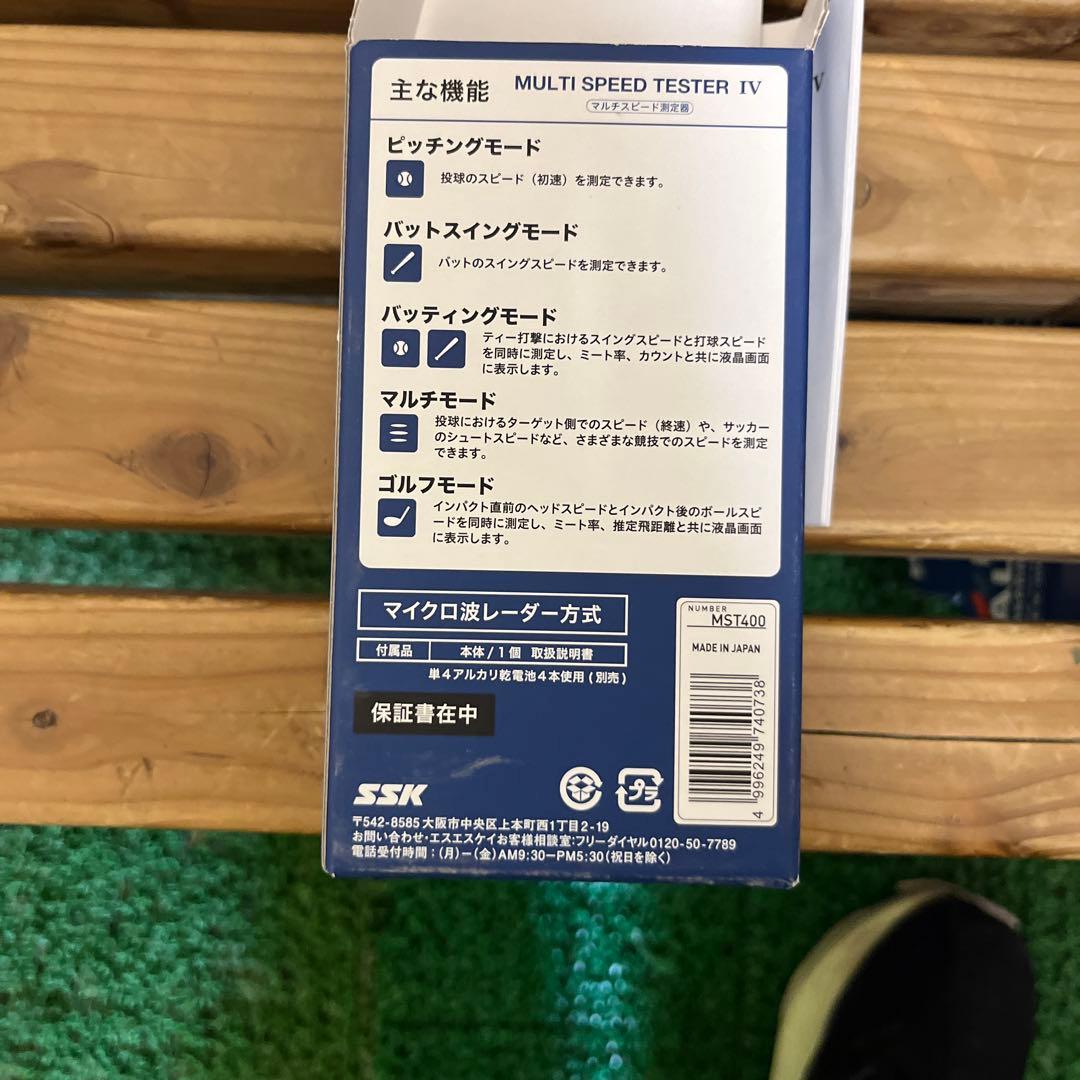 主な機能
MULTI SPEED TESTER IV
マルチスピード測定器
V
ピッチングモード
投球のスピード（初速）を測定できます。
バットスイングモード
バットのスイングスピードを測定できます。
バッティングモード
ティー打撃におけるスイングスピードと打球スピード
を同時に測定し、ミート率、カウントと共に液晶画面
に表示します。
マルチモード
投球におけるターゲット側でのスピード（終速）や、サッカー
のシュートスピードなど、さまざまな競技でのスピードを測定
できます。
ゴルフモード
インパクト直前のヘッドスピードとインパクト後のボールスピ
ードを同時に測定し、ミート率、推定飛距離と共に液晶画面
に表示します。
マイクロ波レーダー方式
付属品 本体/1個 取扱説明書
単4アルカリ乾電池4本使用(別売)
保証書在中
NUMBER
MST400
MADE IN JAPAN
4 996249 740738
プラ
SSK
〒542-8585 大阪市中央区上本町西1丁目2-19
お問い合わせ・エスエスケイお客様相談室:フリーダイヤル0120-50-7789
電話受付時間:(月)-(金)AM9:30-PM5:30(祝日を除く)